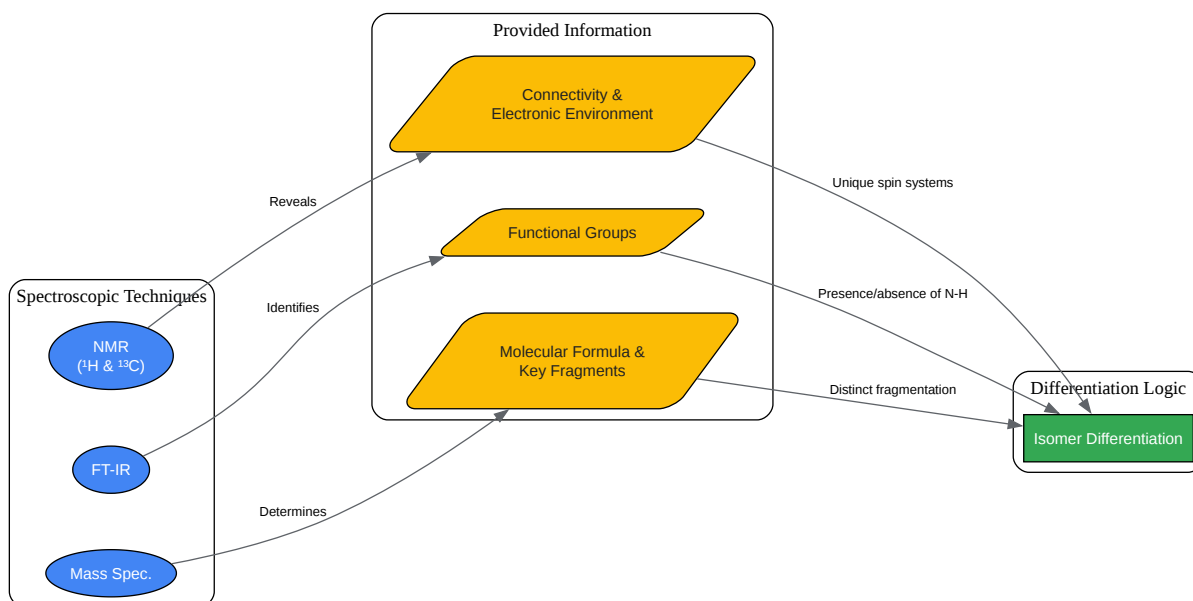 Provided Information
Connectivity &
Electronic Environment
Reveals
Unique spin systems
Functional Groups
Spectroscopic Techniques
Identifies
Presence/absence of N-H
NMR
(¹H & ¹³C)
Molecular Formula &
Key Fragments
Distinct fragmentation
Differentiation Logic
Isomer Differentiation
FT-IR
Determines
Mass Spec.